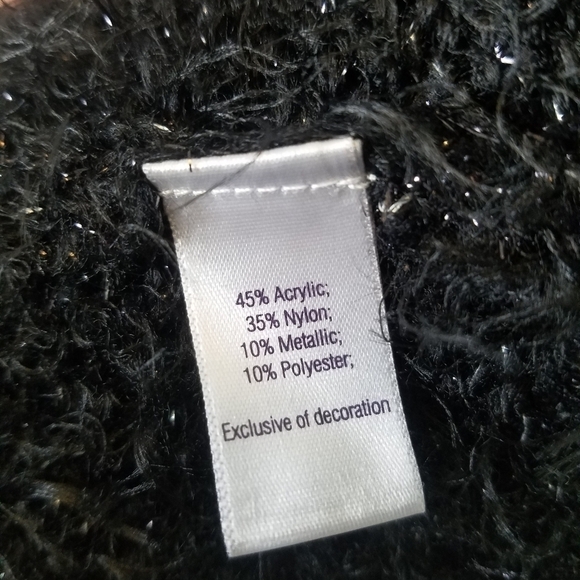 45% Acrylic;
35% Nylon;
10% Metallic;
10% Polyester;
Exclusive of decoration